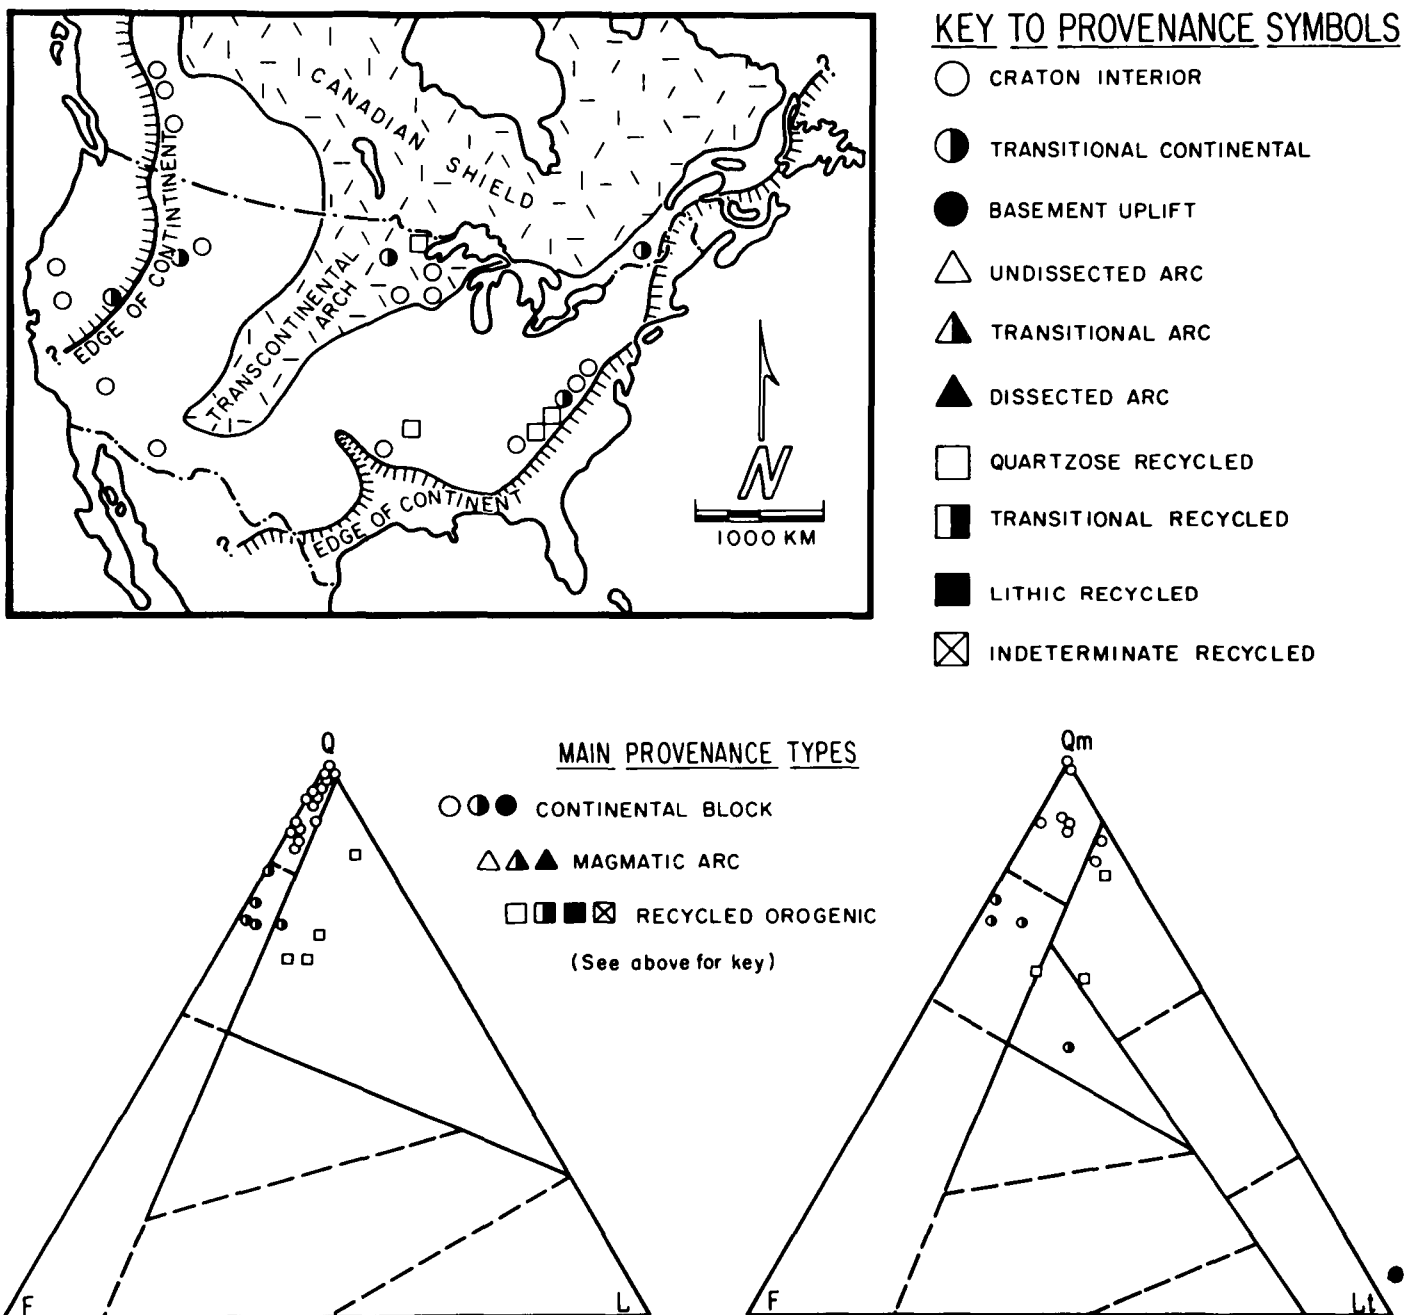 KEY TO PROVENANCE SYMBOLS
CRATON INTERIOR
TRANSITIONAL CONTINENTAL
BASEMENT UPLIFT
UNDISSECTED ARC
TRANSITIONAL ARC
DISSECTED ARC
QUARTZOSE RECYCLED
TRANSITIONAL RECYCLED
LITHIC RECYCLED
INDETERMINATE RECYCLED
CANADIAN SHIELD
?
EDGE OF CONTINTINENT
?
TRANSCONTINENTAL
ARCH
EDGE OF CONTINENT
?
N
1000 KM
Q
F
L
MAIN PROVENANCE TYPES
CONTINENTAL BLOCK
MAGMATIC ARC
RECYCLED OROGENIC
(See above for key)
Qm
F
Lt